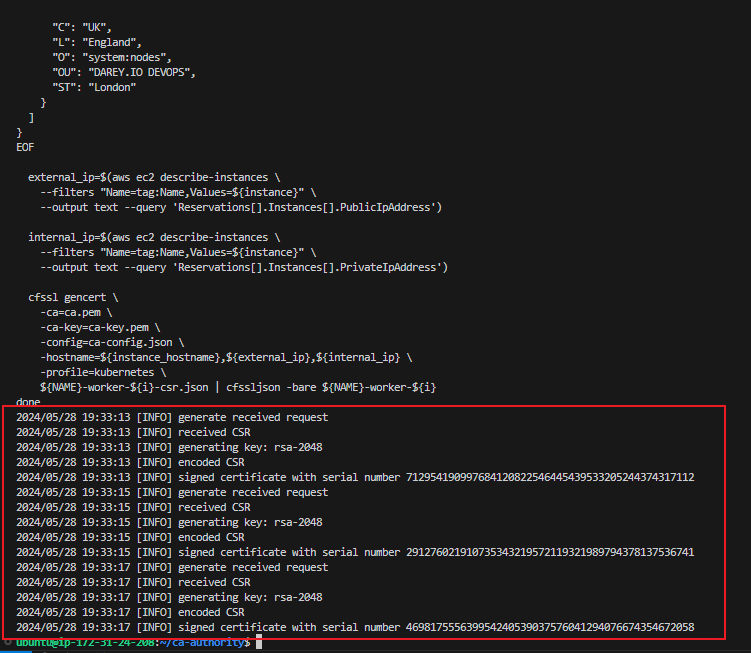 "C": "UK",
      "L": "England",
      "O": "system:nodes",
      "OU": "DAREY.IO DEVOPS",
      "ST": "London"
    }
  ]
}
EOF

  external_ip=$(aws ec2 describe-instances \
    --filters "Name=tag:Name,Values=${instance}" \
    --output text --query 'Reservations[].Instances[].PublicIpAddress')

  internal_ip=$(aws ec2 describe-instances \
    --filters "Name=tag:Name,Values=${instance}" \
    --output text --query 'Reservations[].Instances[].PrivateIpAddress')

  cfssl gencert \
    -ca=ca.pem \
    -ca-key=ca-key.pem \
    -config=ca-config.json \
    -hostname=${instance_hostname},${external_ip},${internal_ip} \
    -profile=kubernetes \
    ${NAME}-worker-${i}-csr.json | cfssljson -bare ${NAME}-worker-${i}
done
2024/05/28 19:33:13 [INFO] generate received request
2024/05/28 19:33:13 [INFO] received CSR
2024/05/28 19:33:13 [INFO] generating key: rsa-2048
2024/05/28 19:33:13 [INFO] encoded CSR
2024/05/28 19:33:13 [INFO] signed certificate with serial number 712954190997684120822546445439533205244374317112
2024/05/28 19:33:15 [INFO] generate received request
2024/05/28 19:33:15 [INFO] received CSR
2024/05/28 19:33:15 [INFO] generating key: rsa-2048
2024/05/28 19:33:15 [INFO] encoded CSR
2024/05/28 19:33:15 [INFO] signed certificate with serial number 291276021910735343219572119321989794378137536741
2024/05/28 19:33:17 [INFO] generate received request
2024/05/28 19:33:17 [INFO] received CSR
2024/05/28 19:33:17 [INFO] generating key: rsa-2048
2024/05/28 19:33:17 [INFO] encoded CSR
2024/05/28 19:33:17 [INFO] signed certificate with serial number 469817555639954240539037576041294076674354672058
ubuntu@ip-172-31-24-208:~/ca-authority$